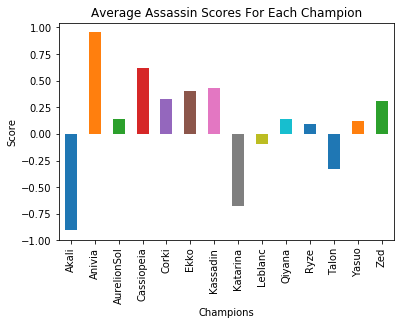 Average Assassin Scores For Each Champion
1.00
0.75
0.50
0.25
0.00
−0.25
−0.50
−0.75
−1.00
Score
Akali
Anivia
AurelionSol
Cassiopeia
Corki
Ekko
Kassadin
Katarina
Leblanc
Qiyana
Ryze
Talon
Yasuo
Zed
Champions